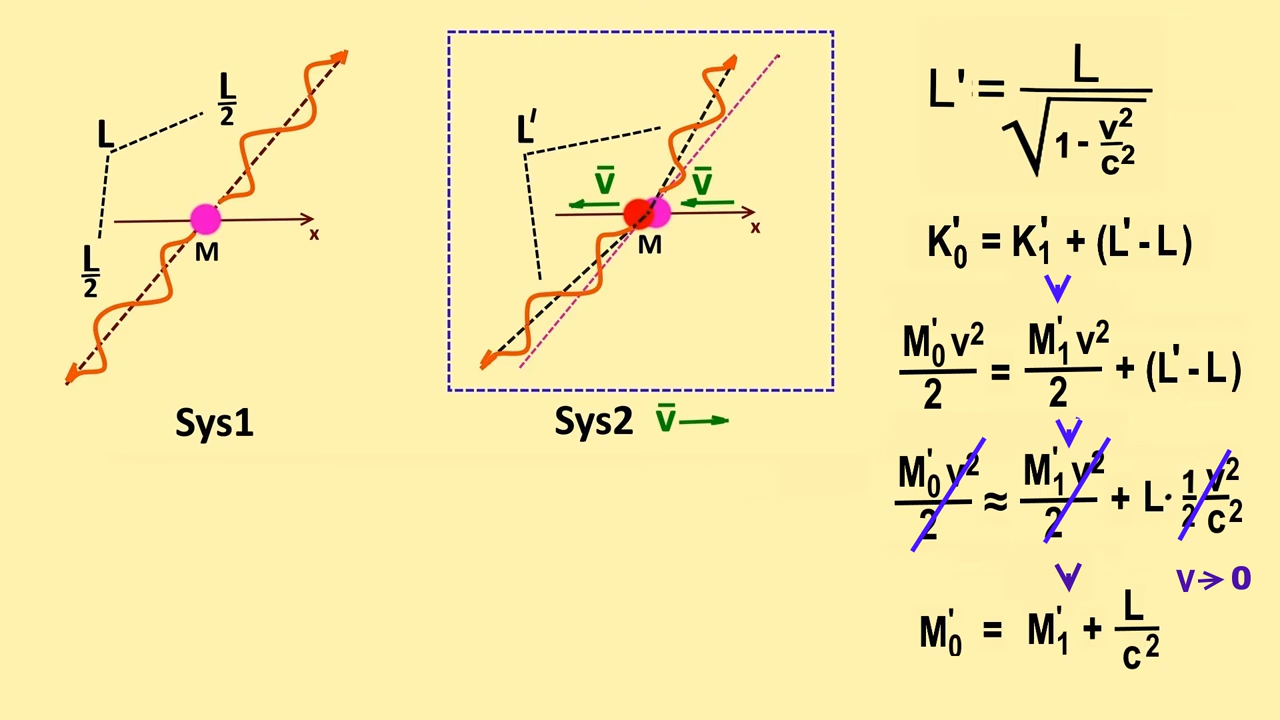 L
L/2
L/2
M
x
Sys1
L'
v̅
v̅
M
x
Sys2 v̅ →
L' = L / √(1 - v²/c²)
K'₀ = K'₁ + (L' - L)
M'₀v²/2 = M'₁v²/2 + (L' - L)
M'₀v²/2 ≈ M'₁v²/2 + L · 1/2 v²/c²
v → 0
M'₀ = M'₁ + L/c²